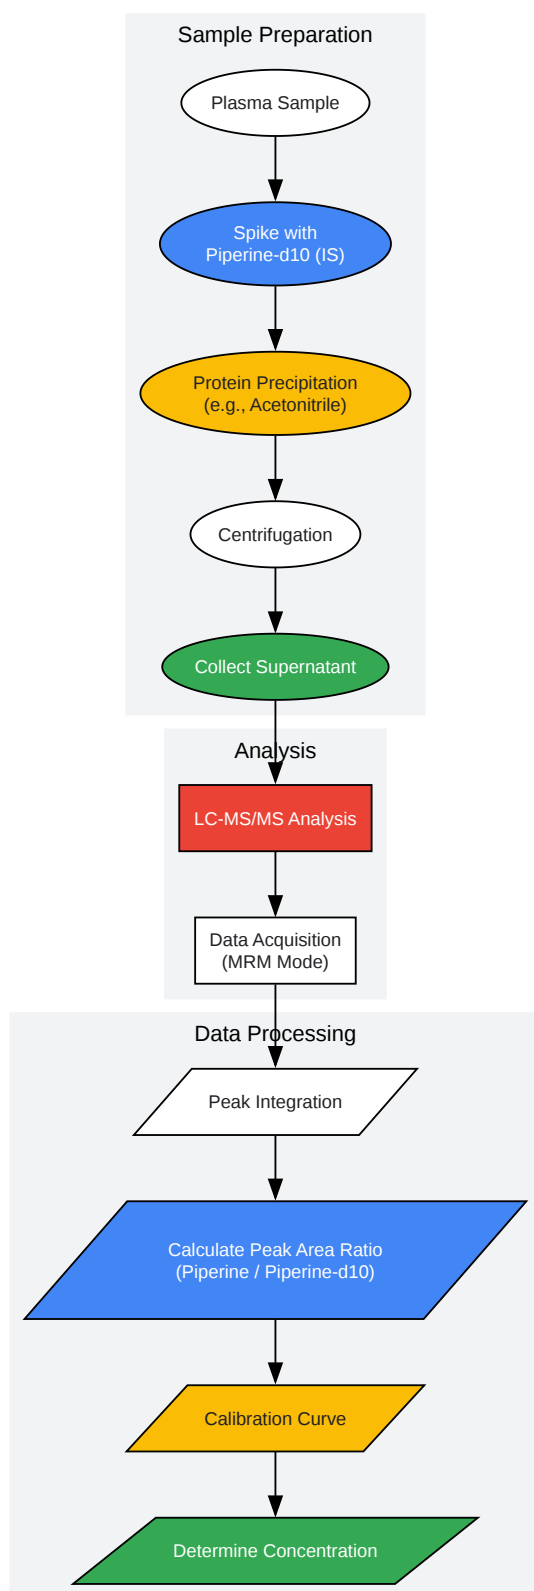 Sample Preparation
Plasma Sample
Spike with
Piperine-d10 (IS)
Protein Precipitation
(e.g., Acetonitrile)
Centrifugation
Collect Supernatant
Analysis
LC-MS/MS Analysis
Data Acquisition
(MRM Mode)
Data Processing
Peak Integration
Calculate Peak Area Ratio
(Piperine / Piperine-d10)
Calibration Curve
Determine Concentration